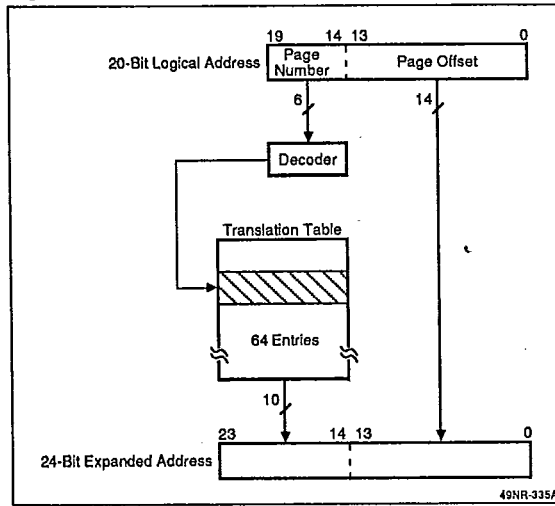 19 14 13 0
20-Bit Logical Address
Page Number
Page Offset
6
14
Decoder
Translation Table
64 Entries
10
23 14 13 0
24-Bit Expanded Address
49NR-335A